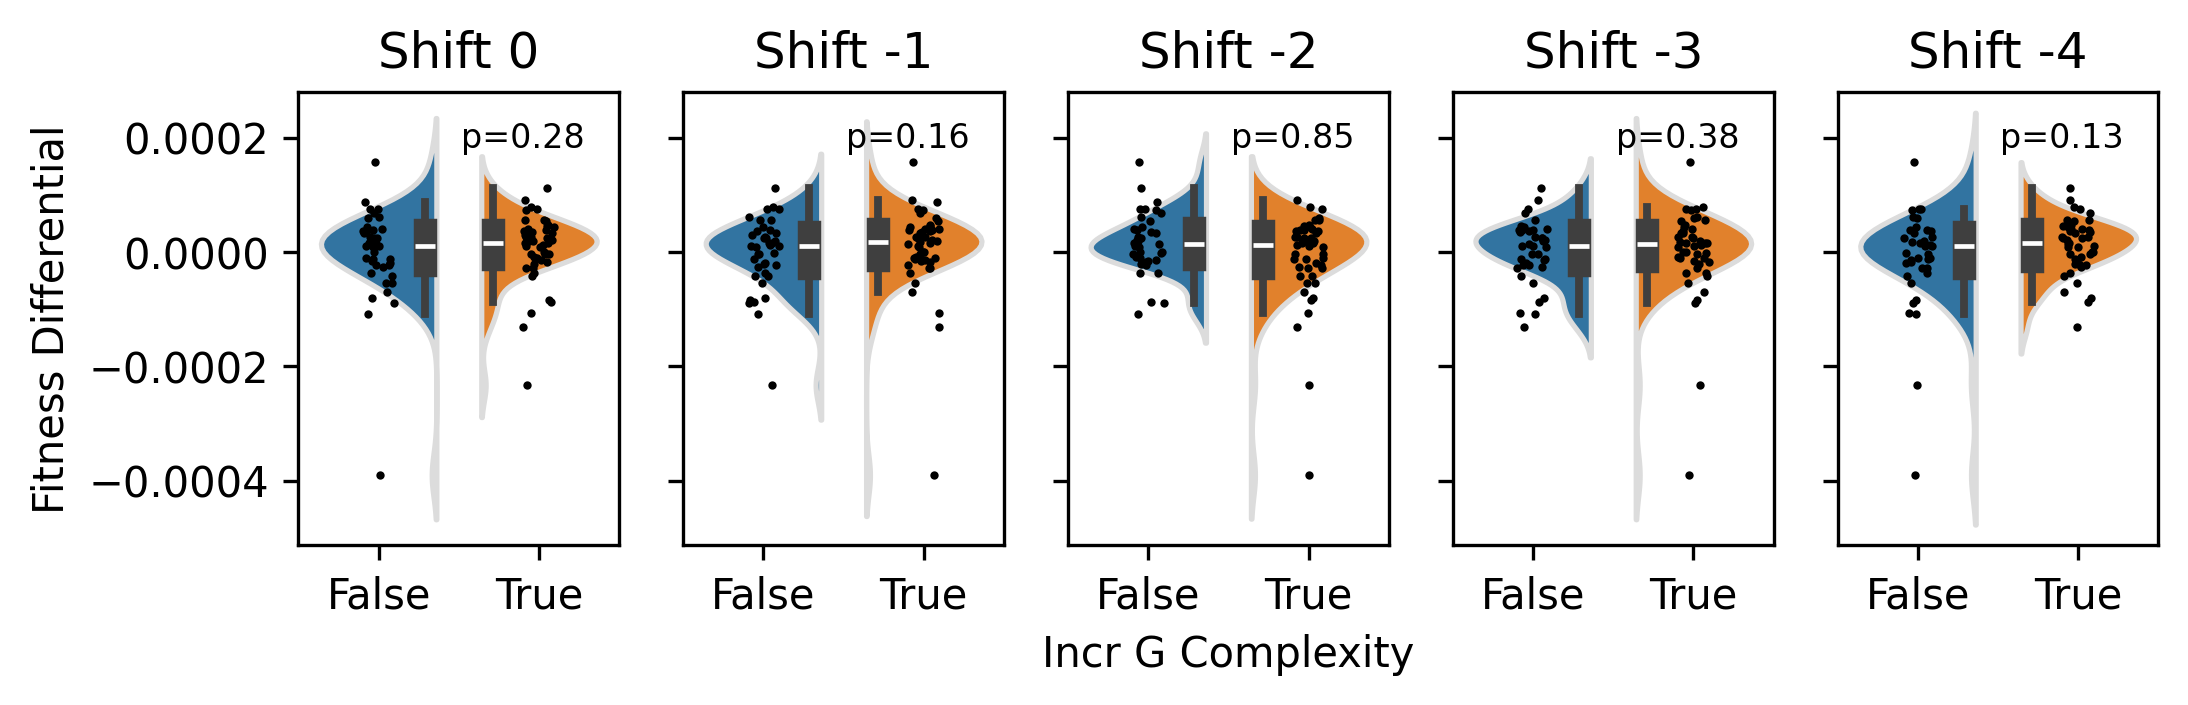 Shift 0
Shift -1
Shift -2
Shift -3
Shift -4
Fitness Differential
0.0002
0.0000
−0.0002
−0.0004
p=0.28
p=0.16
p=0.85
p=0.38
p=0.13
False
True
False
True
False
True
False
True
False
True
Incr G Complexity